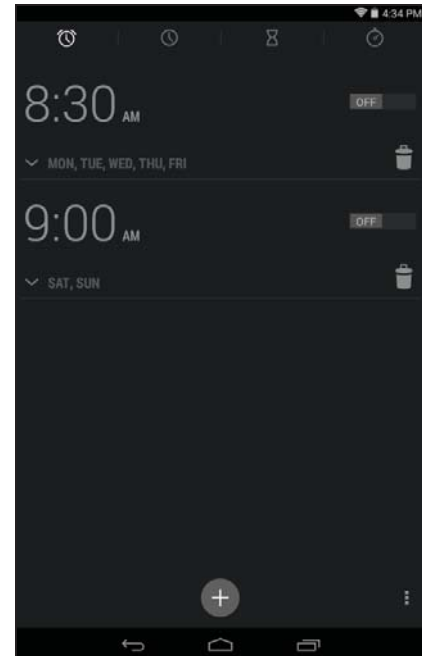 4:34 PM
8:30 AM
OFF
MON, TUE, WED, THU, FRI
9:00 AM
OFF
SAT, SUN